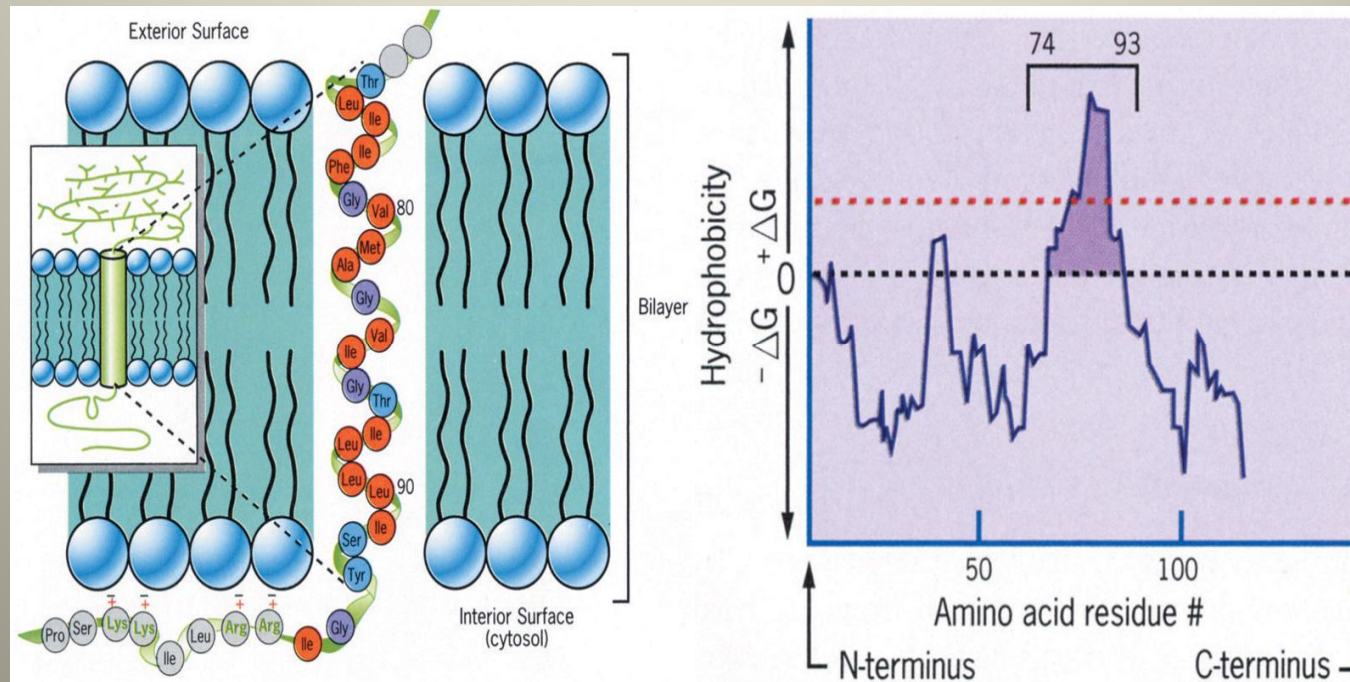 Exterior Surface
Thr
Leu
Ile
Ile
Phe
Gly
Val 80
Met
Ala
Gly
Val
Ile
Gly
Thr
Ile
Leu
Leu
Leu 90
Ile
Ser
Tyr
Gly
Ile
Arg
Arg
Leu
Ile
Lys
Lys
Ser
Pro
− − − −
+ + + +
Bilayer
Interior Surface
(cytosol)
74 93
Hydrophobicity
− ΔG 0 + ΔG
50 100
Amino acid residue #
N-terminus C-terminus